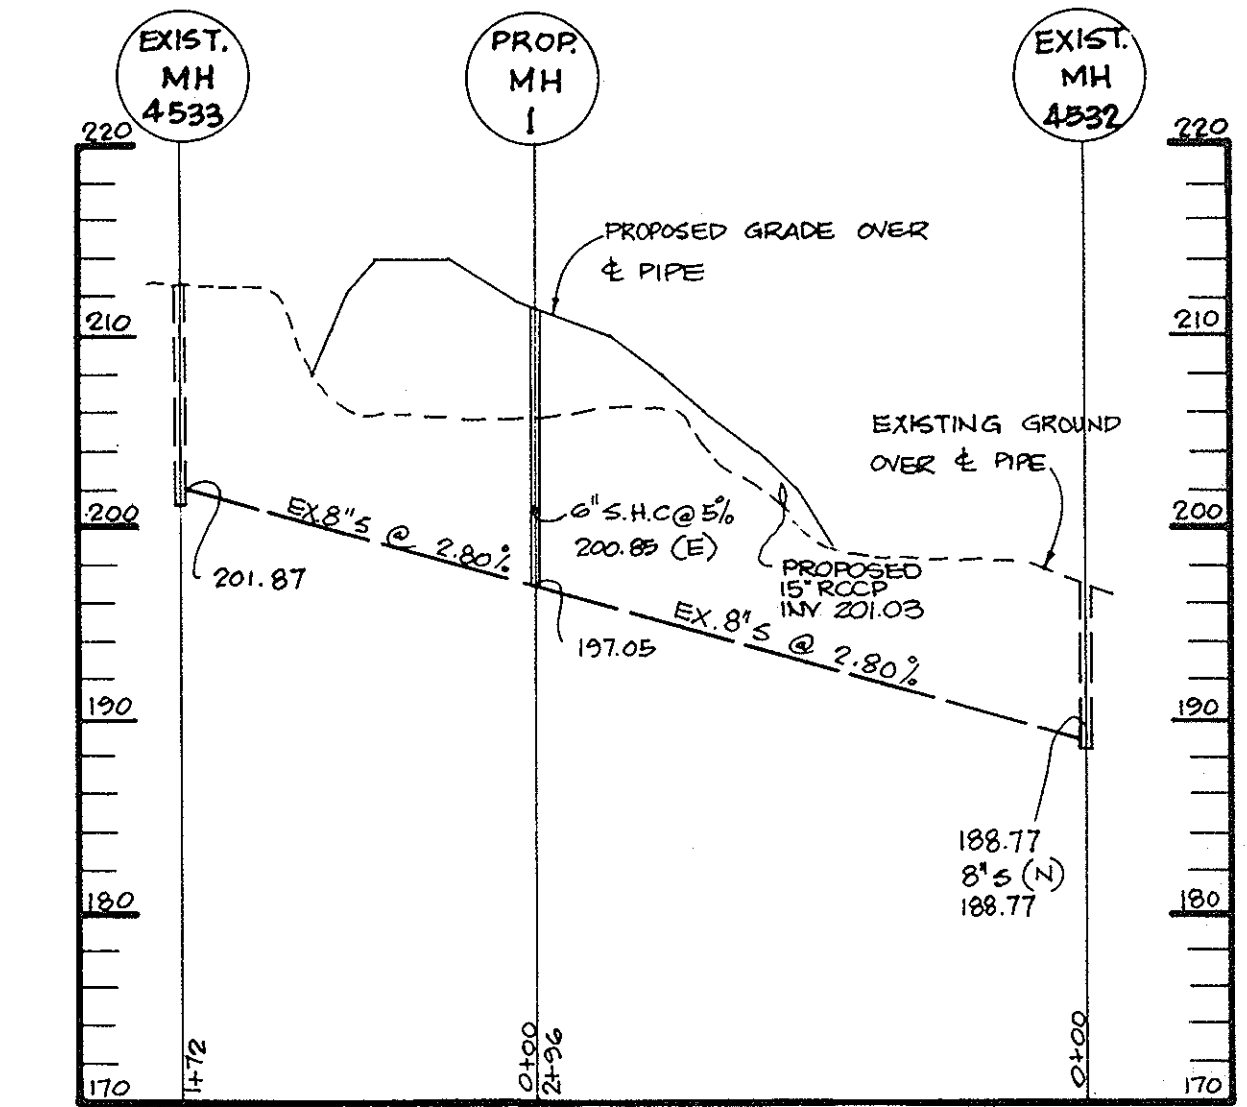 EXIST.
MH
4533
PROP.
MH
1
EXIST.
MH
4532
220
220
PROPOSED GRADE OVER
℄ PIPE
210
210
EXISTING GROUND
OVER ℄ PIPE
200
200
EX.8"S @ 2.80%
6" S.H.C @ 5%
200.85 (E)
201.87
PROPOSED
15" RCCP
INV 201.03
EX. 8"S @ 2.80%
197.05
190
190
188.77
8"S (N)
188.77
180
180
1+72
0+00
2+96
0+00
170
170